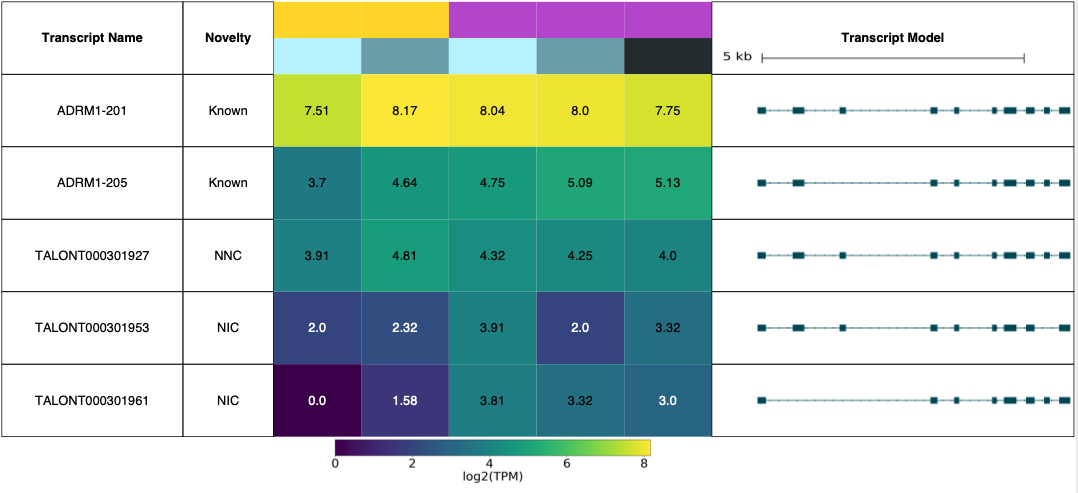 Transcript Name Novelty Transcript Model
5 kb
ADRM1-201 Known 7.51 8.17 8.04 8.0 7.75
ADRM1-205 Known 3.7 4.64 4.75 5.09 5.13
TALONT000301927 NNC 3.91 4.81 4.32 4.25 4.0
TALONT000301953 NIC 2.0 2.32 3.91 2.0 3.32
TALONT000301961 NIC 0.0 1.58 3.81 3.32 3.0
0 2 4 6 8
log2(TPM)